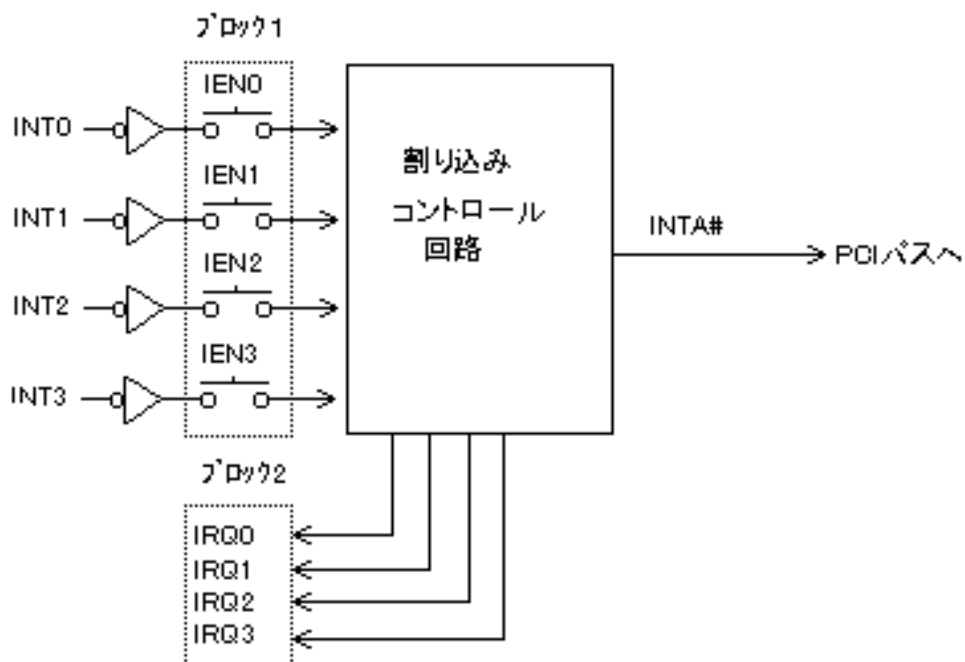 ブロック1
IEN0
INT0
IEN1
INT1
IEN2
INT2
IEN3
INT3
割り込み
コントロール
回路
INTA#
PCIバスへ
ブロック2
IRQ0
IRQ1
IRQ2
IRQ3